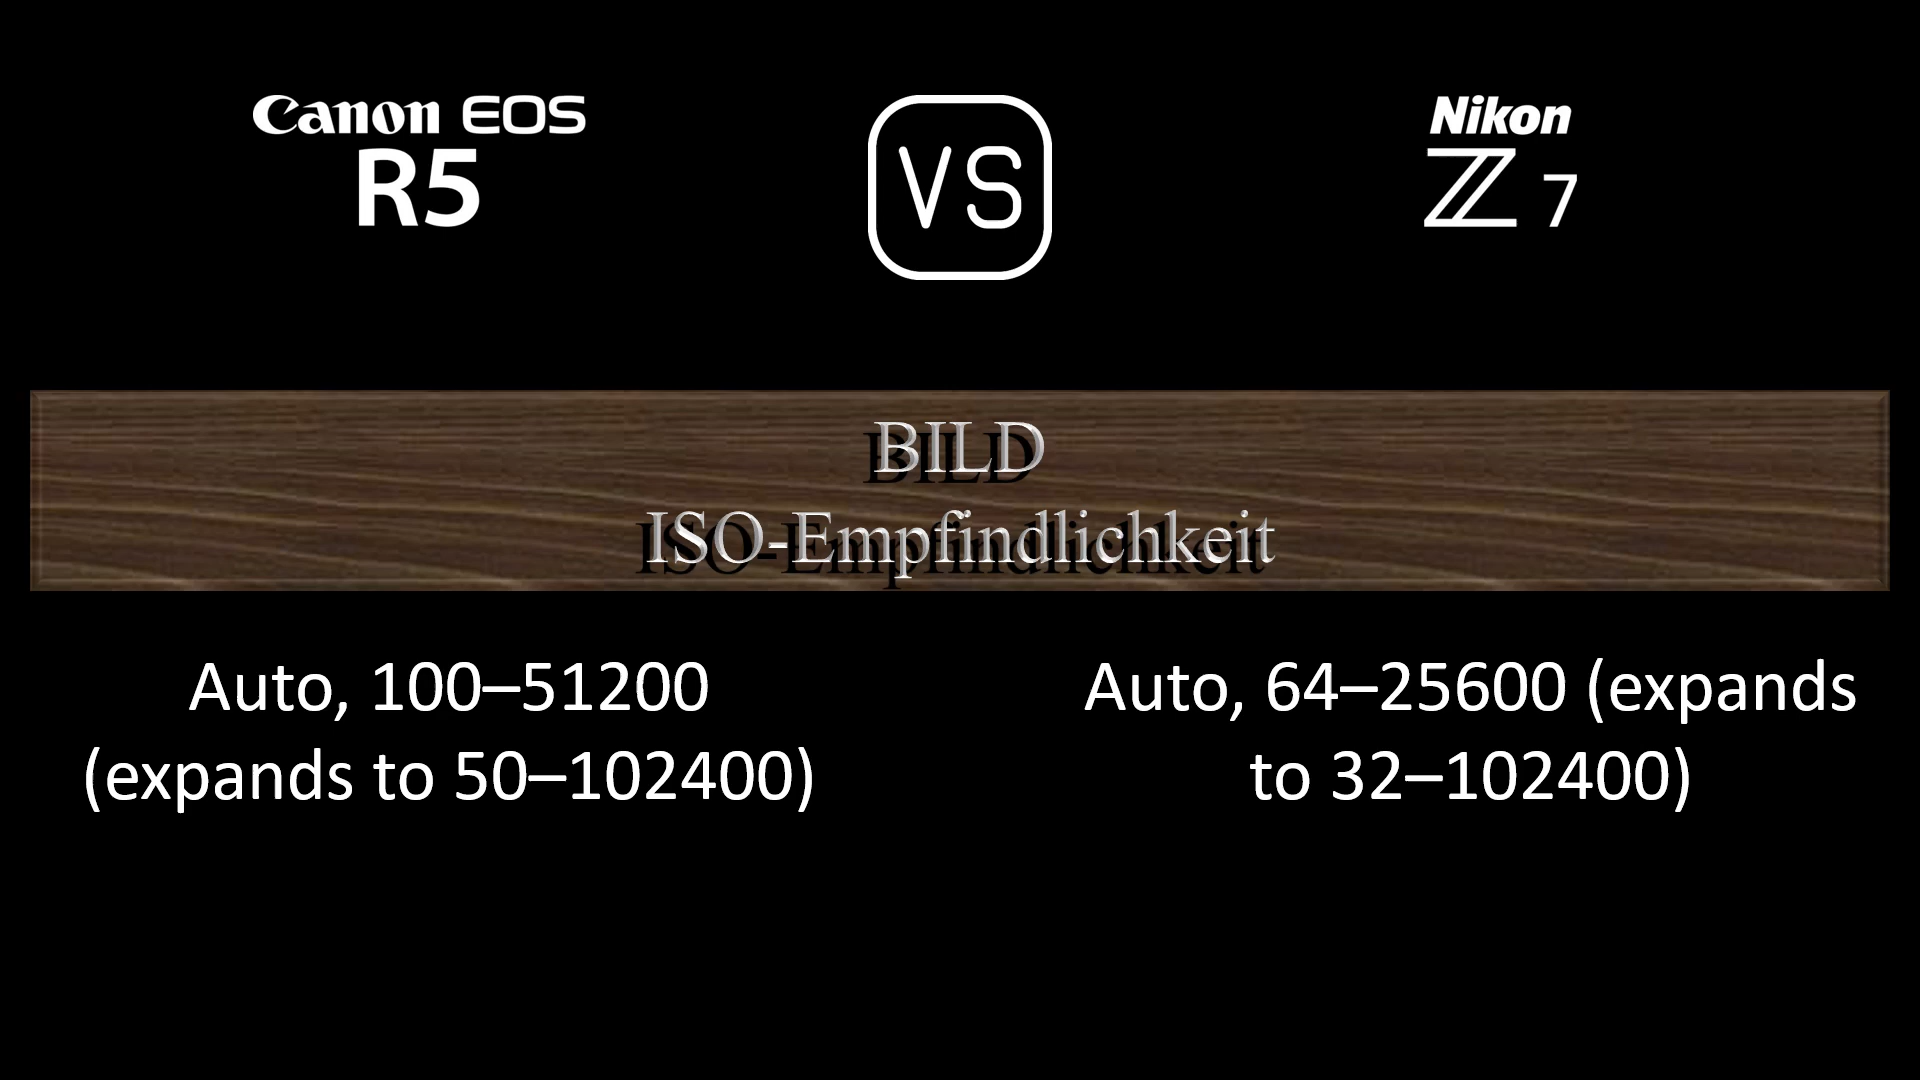 Canon EOS
R5
VS
Nikon
Z 7
BILD
ISO-Empfindlichkeit
Auto, 100–51200
(expands to 50–102400)
Auto, 64–25600 (expands
to 32–102400)